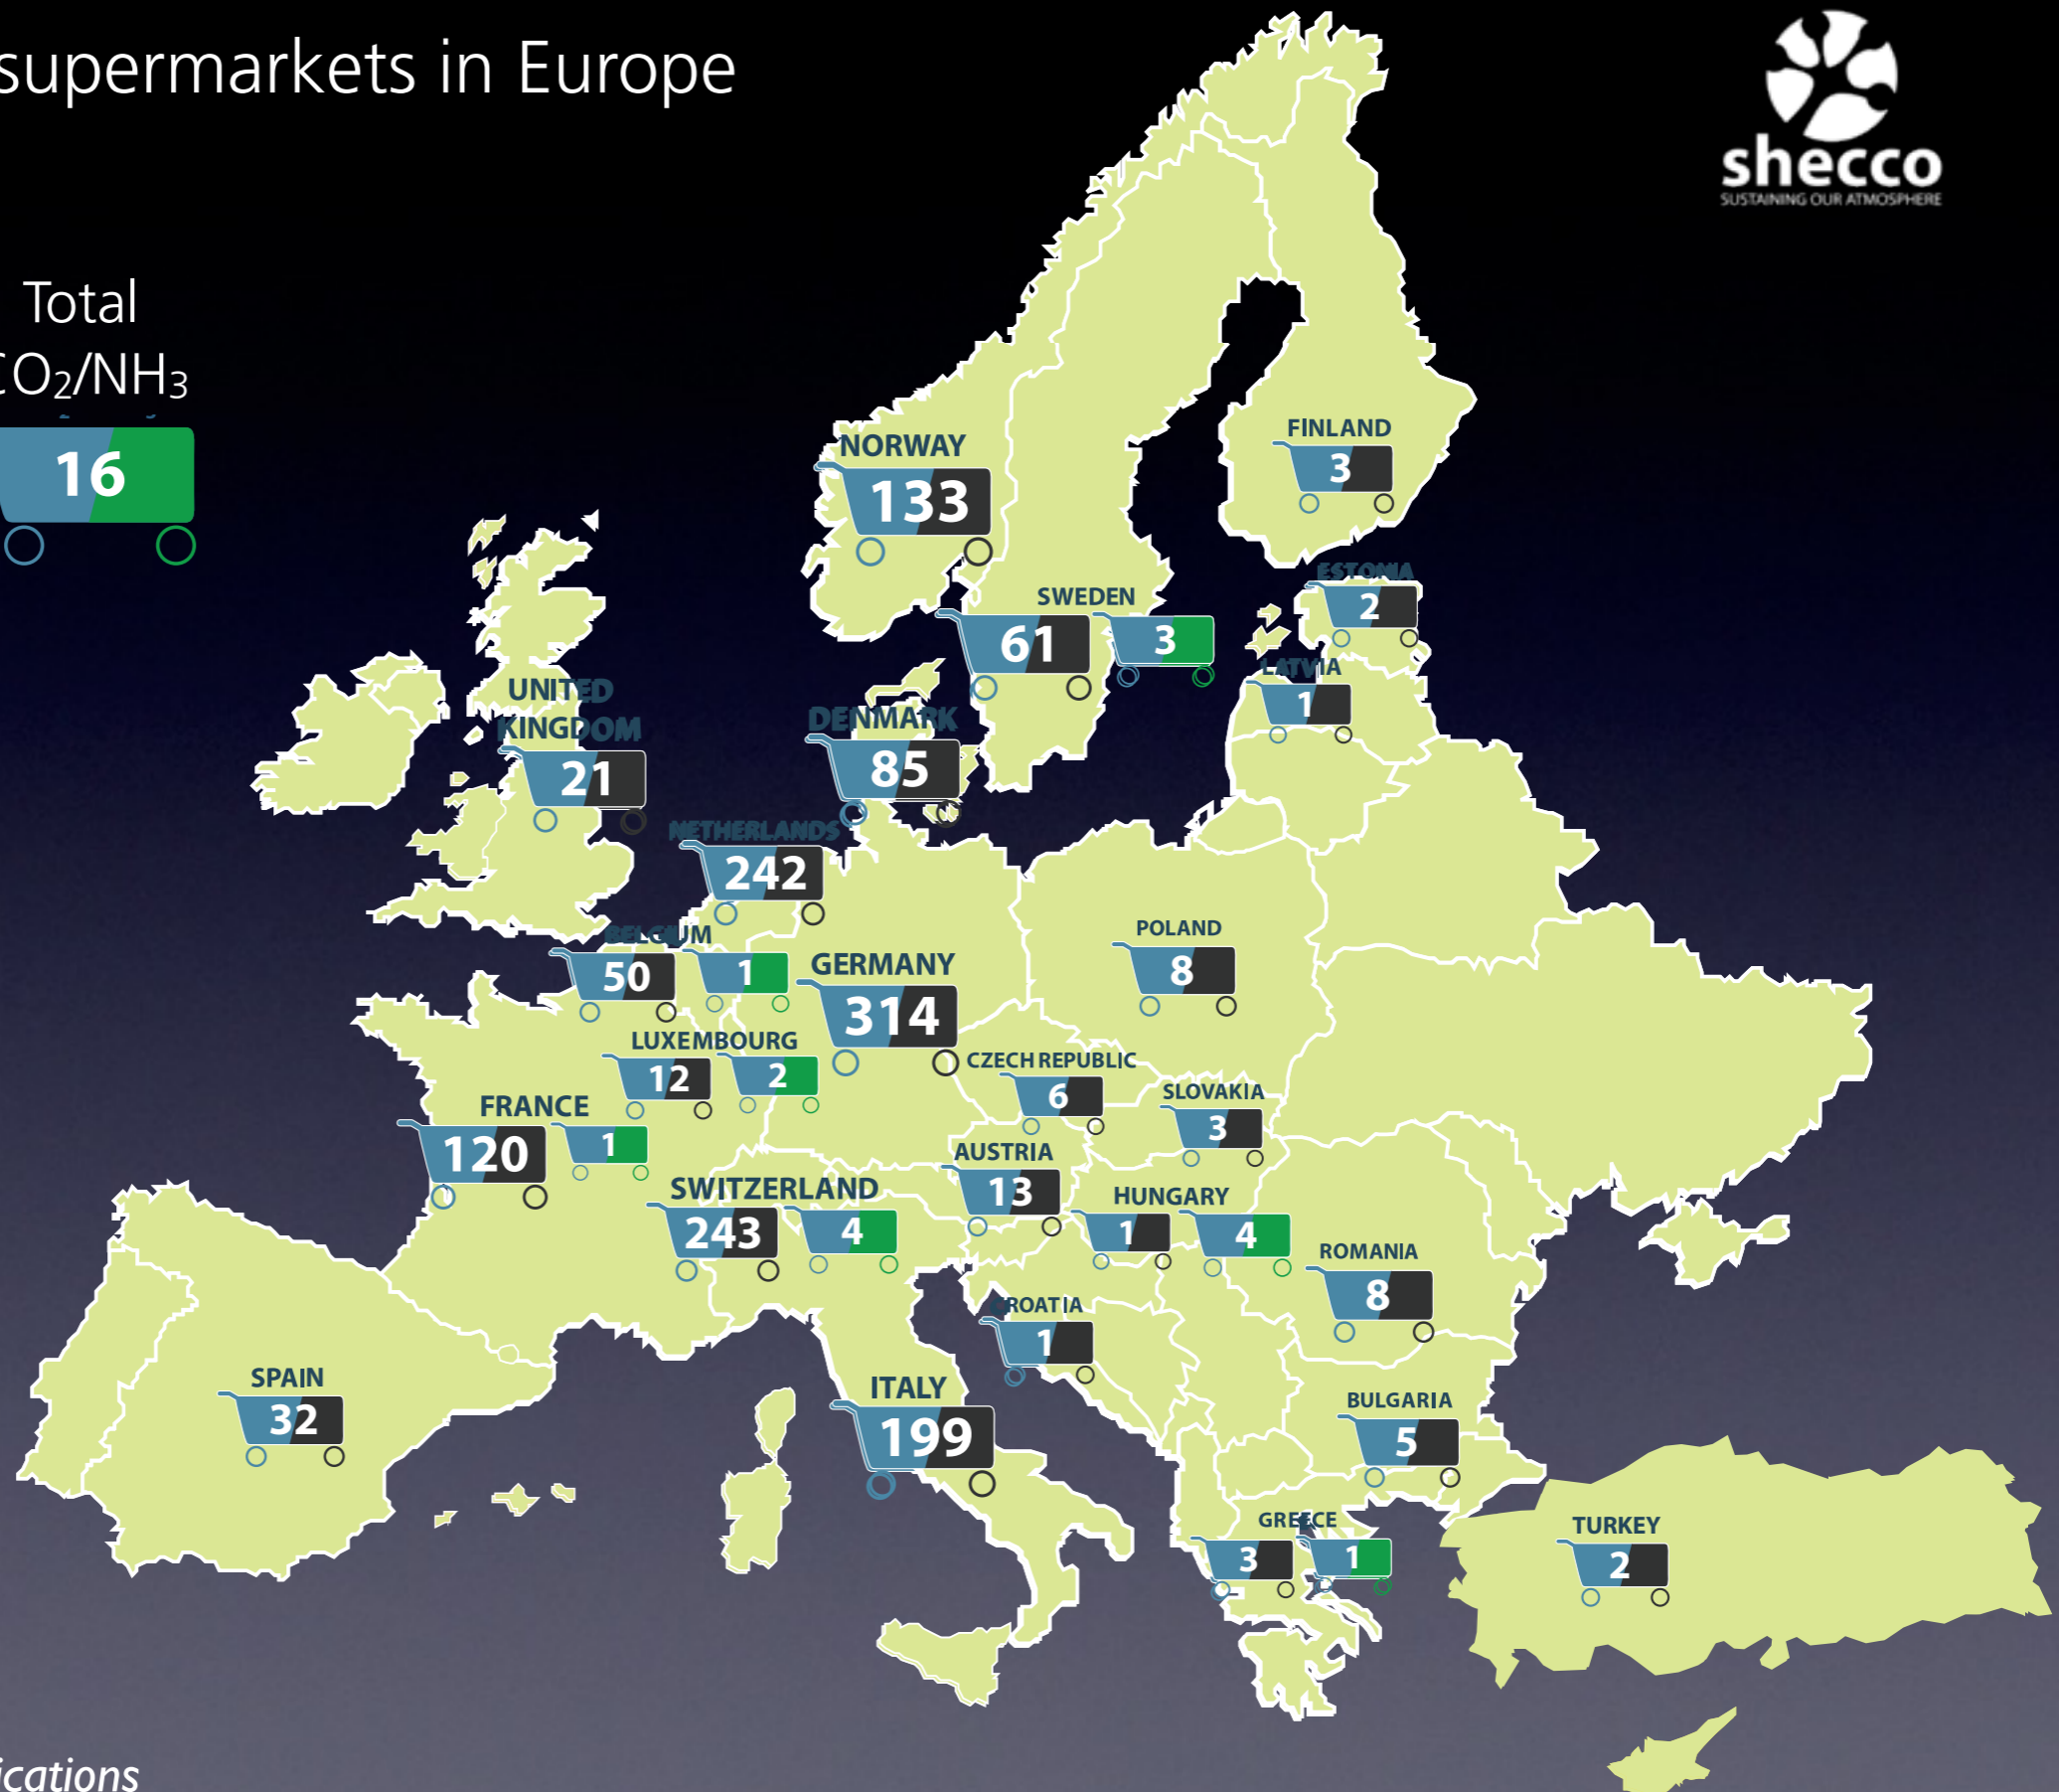 supermarkets in Europe
shecco
SUSTAINING OUR ATMOSPHERE
Total
CO2/NH3
16
NORWAY
133
FINLAND
3
ESTONIA
2
SWEDEN
61 3
LATVIA
1
UNITED
KINGDOM
21
DENMARK
85
NETHERLANDS
242
BELGIUM
50 1
GERMANY
314
POLAND
8
LUXEMBOURG
12 2
CZECH REPUBLIC
6
SLOVAKIA
3
FRANCE
120 1
AUSTRIA
13
SWITZERLAND
243 4
HUNGARY
1 4
ROMANIA
8
CROATIA
1
SPAIN
32
ITALY
199
BULGARIA
5
GREECE
3 1
TURKEY
2
ications